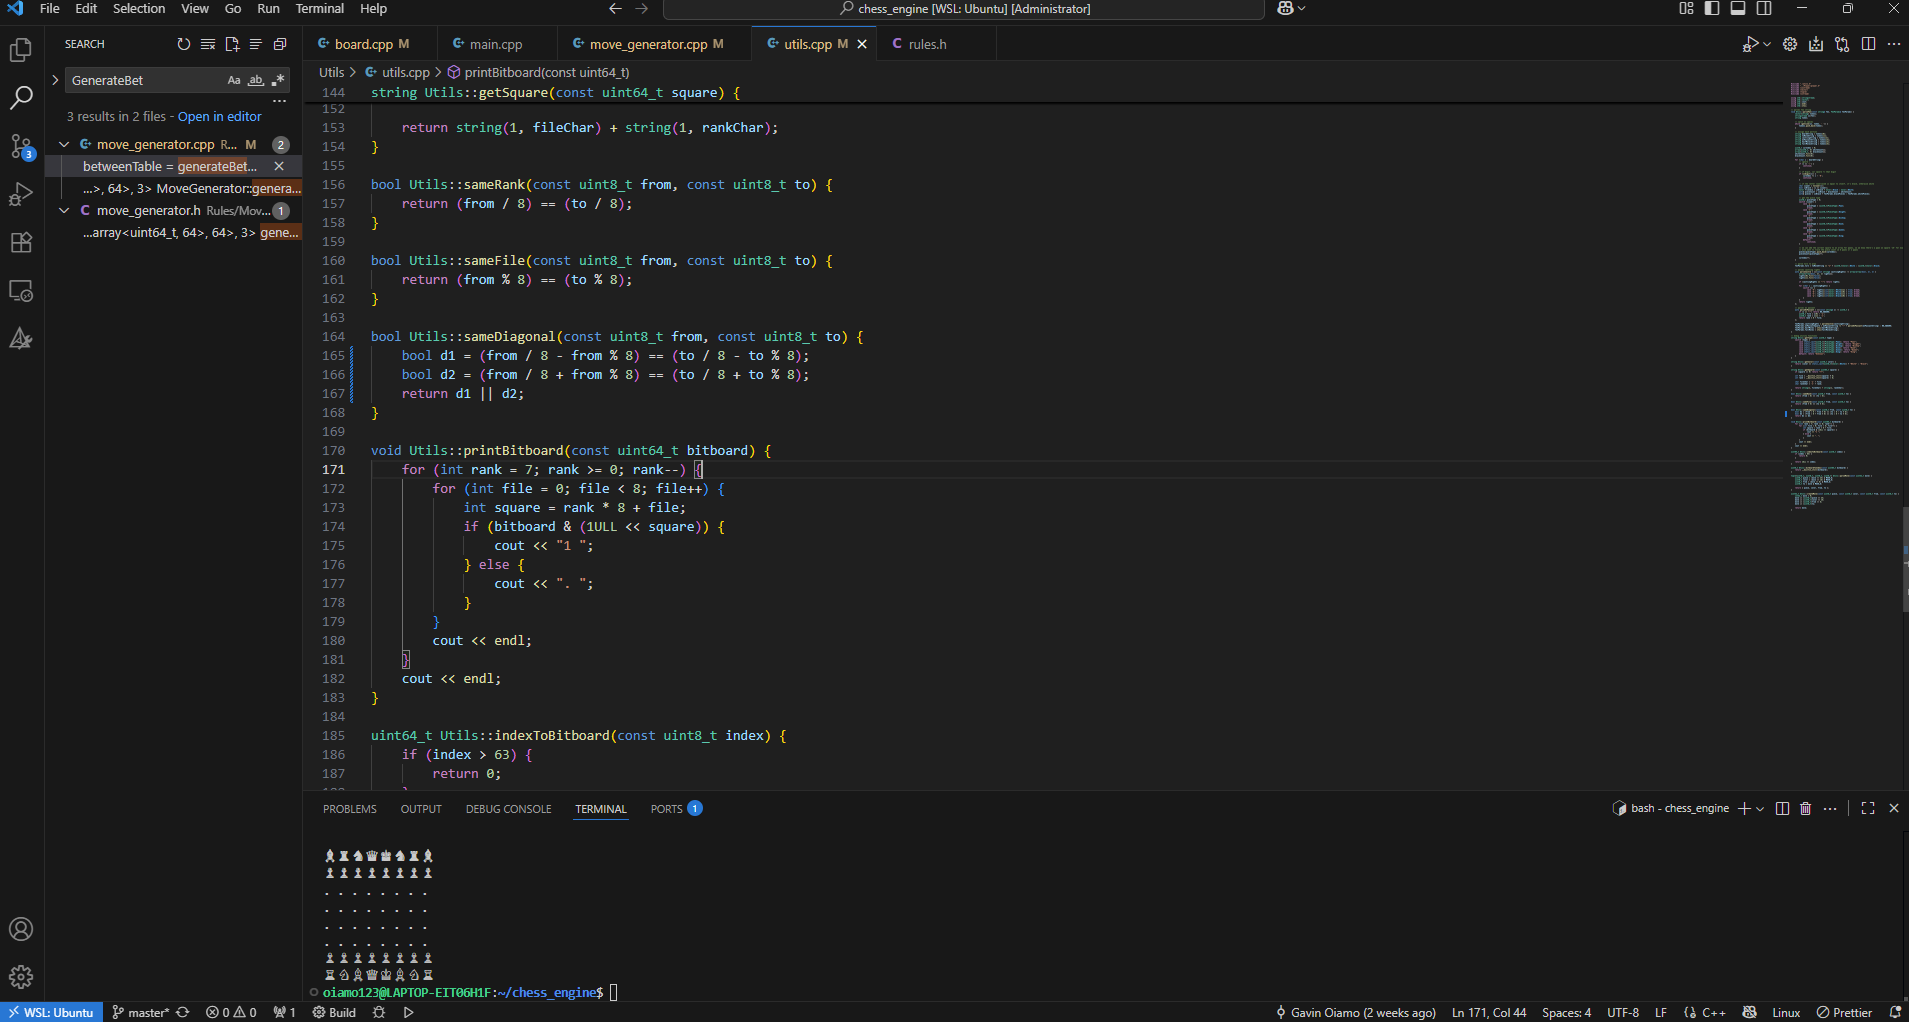 File Edit Selection View Go Run Terminal Help
chess_engine [WSL: Ubuntu] [Administrator]
SEARCH
GenerateBet
Aa ab .*
3 results in 2 files - Open in editor
move_generator.cpp R... M 2
betweenTable = generateBet...
...>, 64>, 3> MoveGenerator::genera...
move_generator.h Rules/Mov... 1
...array<uint64_t, 64>, 64>, 3> gene...
3
board.cpp M main.cpp move_generator.cpp M utils.cpp M rules.h
Utils > utils.cpp > printBitboard(const uint64_t)
144 string Utils::getSquare(const uint64_t square) {
152
153 return string(1, fileChar) + string(1, rankChar);
154 }
155
156 bool Utils::sameRank(const uint8_t from, const uint8_t to) {
157 return (from / 8) == (to / 8);
158 }
159
160 bool Utils::sameFile(const uint8_t from, const uint8_t to) {
161 return (from % 8) == (to % 8);
162 }
163
164 bool Utils::sameDiagonal(const uint8_t from, const uint8_t to) {
165 bool d1 = (from / 8 - from % 8) == (to / 8 - to % 8);
166 bool d2 = (from / 8 + from % 8) == (to / 8 + to % 8);
167 return d1 || d2;
168 }
169
170 void Utils::printBitboard(const uint64_t bitboard) {
171 for (int rank = 7; rank >= 0; rank--) {
172 for (int file = 0; file < 8; file++) {
173 int square = rank * 8 + file;
174 if (bitboard & (1ULL << square)) {
175 cout << "1 ";
176 } else {
177 cout << ". ";
178 }
179 }
180 cout << endl;
181 }
182 cout << endl;
183 }
184
185 uint64_t Utils::indexToBitboard(const uint8_t index) {
186 if (index > 63) {
187 return 0;
PROBLEMS OUTPUT DEBUG CONSOLE TERMINAL PORTS 1
bash - chess_engine
♝ ♜ ♞ ♛ ♚ ♞ ♜ ♝
♟ ♟ ♟ ♟ ♟ ♟ ♟ ♟
. . . . . . . .
. . . . . . . .
. . . . . . . .
. . . . . . . .
♙ ♙ ♙ ♙ ♙ ♙ ♙ ♙
♖ ♘ ♗ ♕ ♔ ♗ ♘ ♖
oiamo123@LAPTOP-EIT06H1F:~/chess_engine$
WSL: Ubuntu master* 0 0 1 Build Gavin Oiamo (2 weeks ago) Ln 171, Col 44 Spaces: 4 UTF-8 LF {} C++ Linux Prettier